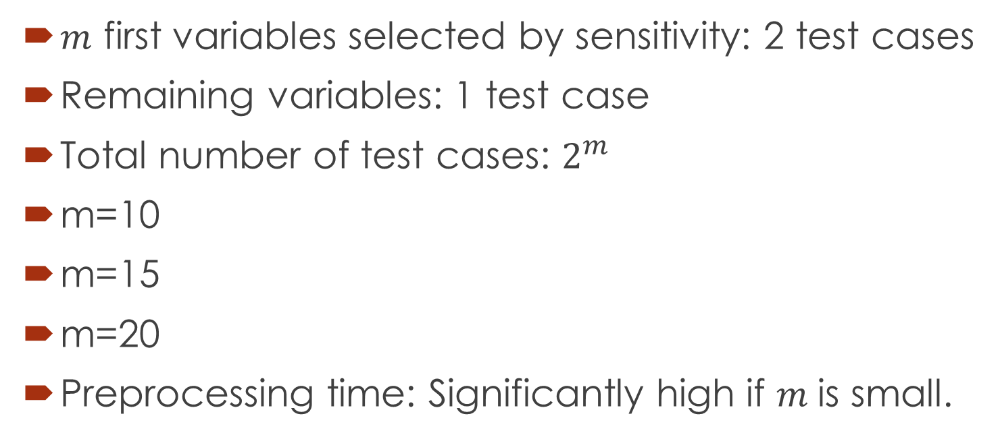 m first variables selected by sensitivity: 2 test cases
Remaining variables: 1 test case
Total number of test cases: 2^m
m=10
m=15
m=20
Preprocessing time: Significantly high if m is small.